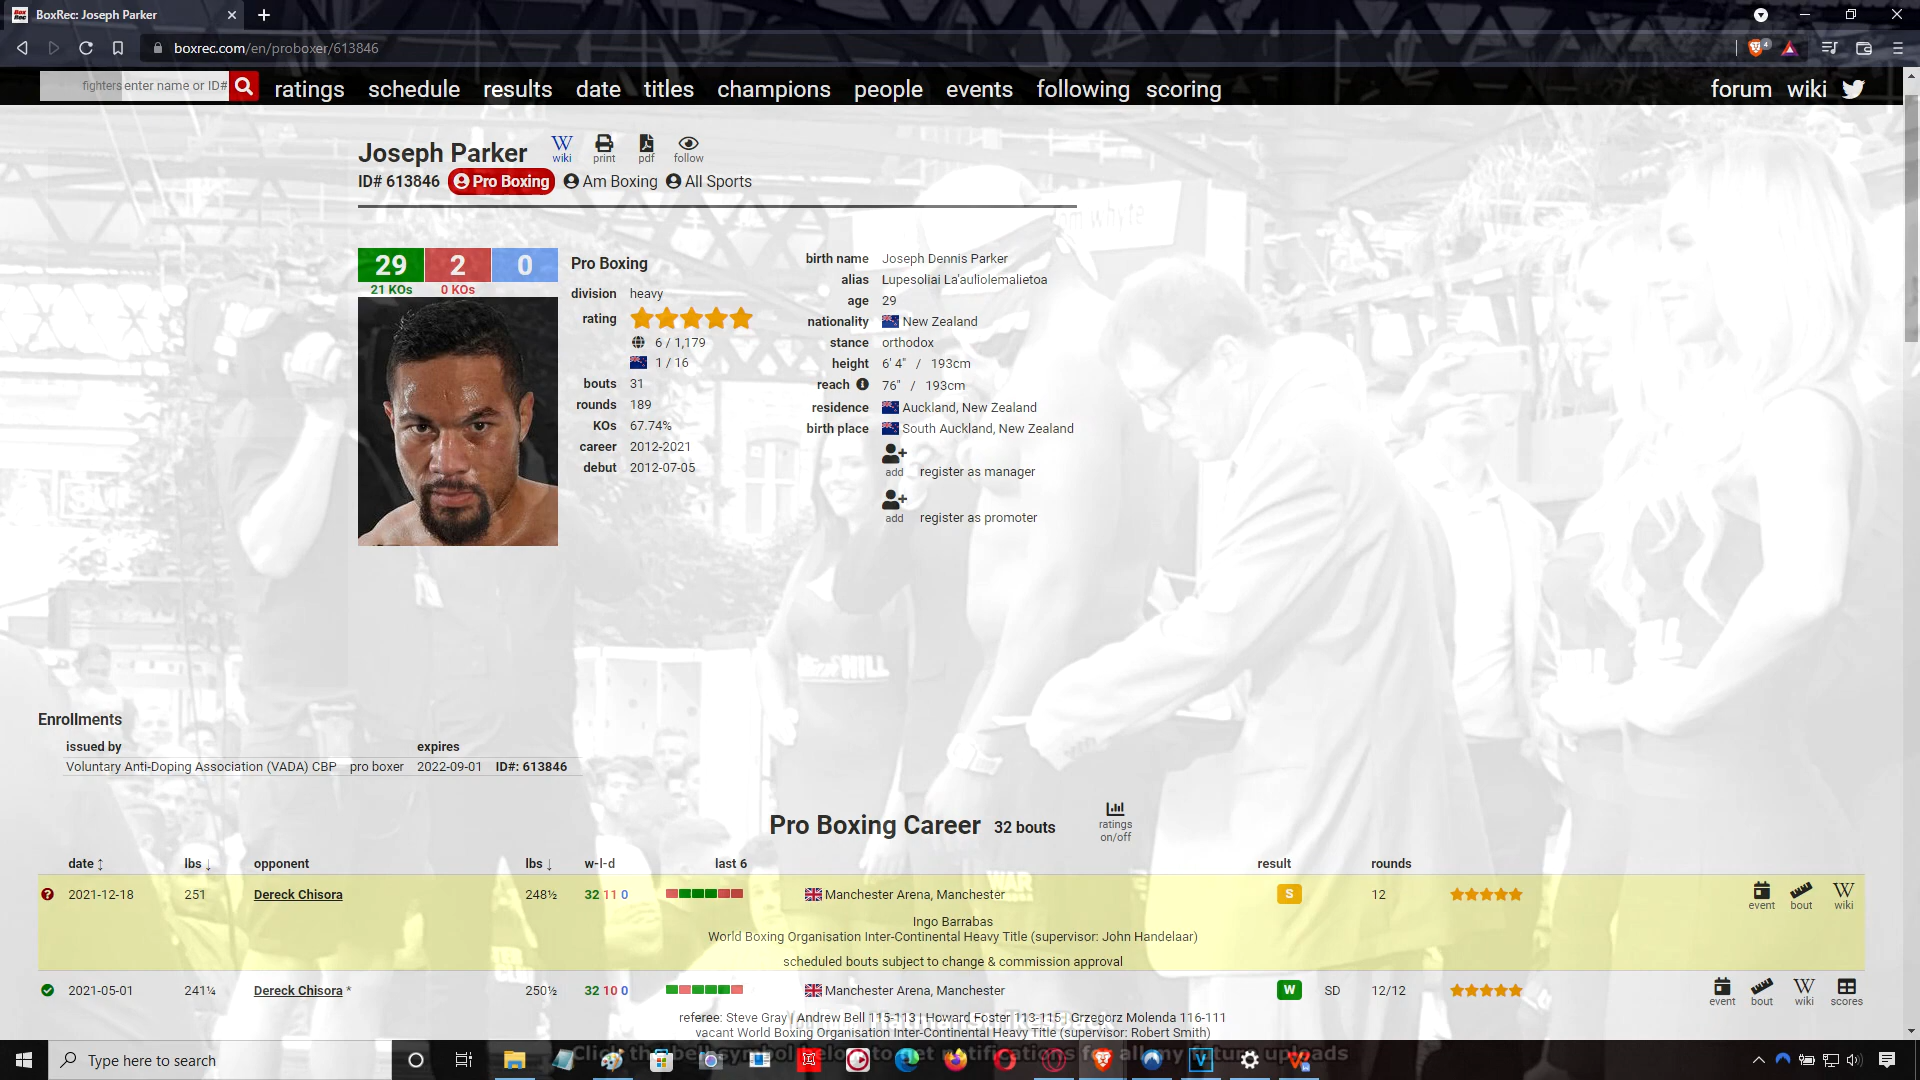 BoxRec: Joseph Parker
boxrec.com/en/proboxer/613846
fighters enter name or ID# ratings schedule results date titles champions people events following scoring forum wiki
Joseph Parker wiki print pdf follow
ID# 613846 Pro Boxing Am Boxing All Sports
29 2 0
21 KOs 0 KOs
Pro Boxing
division heavy
rating
6 / 1,179
1 / 16
bouts 31
rounds 189
KOs 67.74%
career 2012-2021
debut 2012-07-05
birth name Joseph Dennis Parker
alias Lupesoliai La'auliolemalietoa
age 29
nationality New Zealand
stance orthodox
height 6' 4" / 193cm
reach 76" / 193cm
residence Auckland, New Zealand
birth place South Auckland, New Zealand
add register as manager
add register as promoter
Enrollments
issued by expires
Voluntary Anti-Doping Association (VADA) CBP pro boxer 2022-09-01 ID#: 613846
Pro Boxing Career 32 bouts
ratings
on/off
date lbs opponent lbs w-l-d last 6 result rounds
2021-12-18 251 Dereck Chisora 248½ 32 11 0 Manchester Arena, Manchester S 12 event bout wiki
Ingo Barrabas
World Boxing Organisation Inter-Continental Heavy Title (supervisor: John Handelaar)
scheduled bouts subject to change & commission approval
2021-05-01 241¼ Dereck Chisora * 250½ 32 10 0 Manchester Arena, Manchester W SD 12/12 event bout wiki scores
referee: Steve Gray | Andrew Bell 115-113 | Howard Foster 113-115 | Grzegorz Molenda 116-111
vacant World Boxing Organisation Inter-Continental Heavy Title (supervisor: Robert Smith)
Type here to search